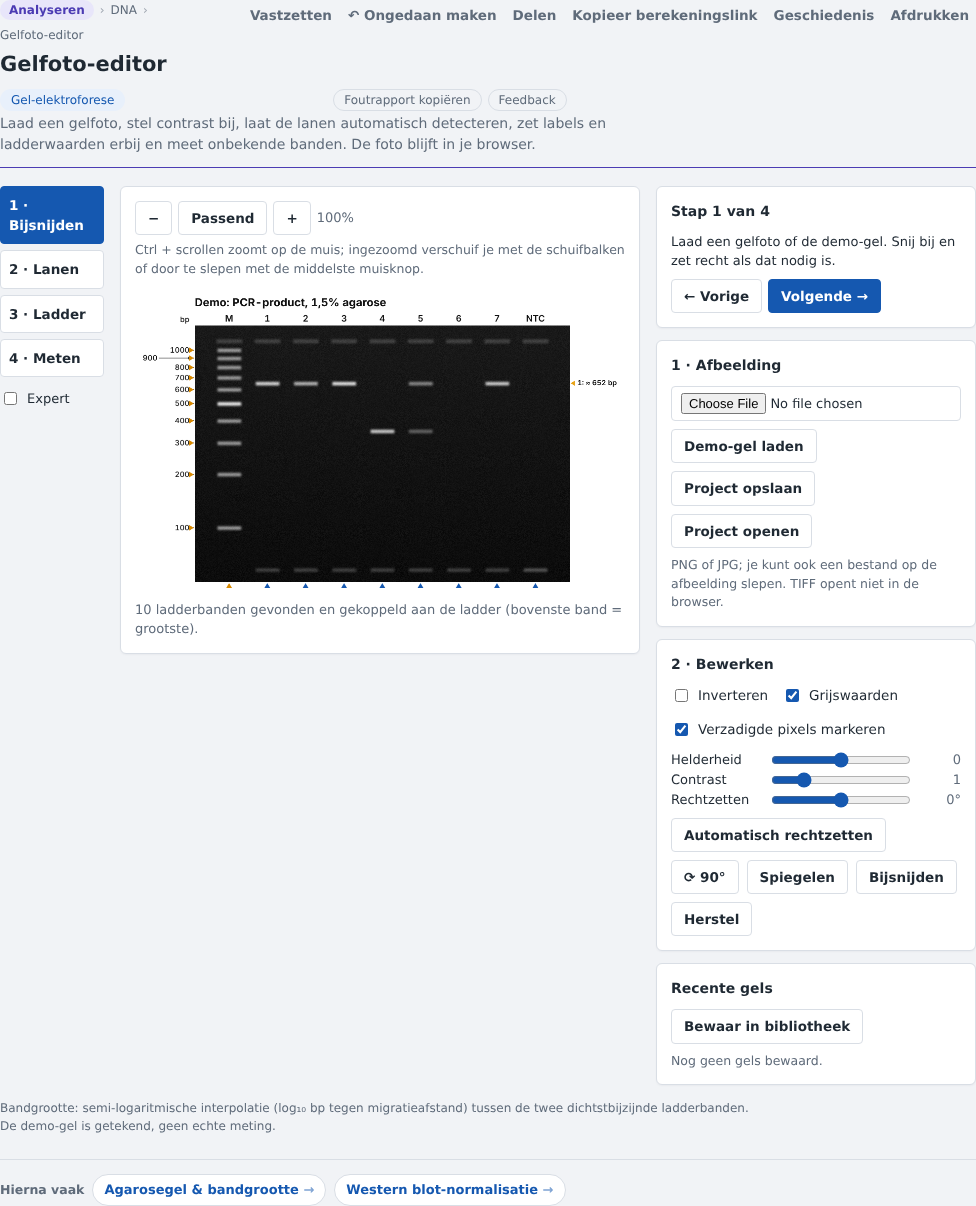 Analyseren › DNA ›
Gelfoto-editor
Vastzetten ↶ Ongedaan maken Delen Kopieer berekeningslink Geschiedenis Afdrukken
Gelfoto-editor
Gel-elektroforese Foutrapport kopiëren Feedback
Laad een gelfoto, stel contrast bij, laat de lanen automatisch detecteren, zet labels en
ladderwaarden erbij en meet onbekende banden. De foto blijft in je browser.
1 ·
Bijsnijden
2 · Lanen
3 · Ladder
4 · Meten
Expert
− Passend + 100%
Ctrl + scrollen zoomt op de muis; ingezoomd verschuif je met de schuifbalken
of door te slepen met de middelste muisknop.
Demo: PCR-product, 1,5% agarose
bp M 1 2 3 4 5 6 7 NTC
1000
900
800
700
600
500
400
300
200
100
1: ≈ 652 bp
10 ladderbanden gevonden en gekoppeld aan de ladder (bovenste band =
grootste).
Stap 1 van 4
Laad een gelfoto of de demo-gel. Snij bij en
zet recht als dat nodig is.
← Vorige Volgende →
1 · Afbeelding
Choose File No file chosen
Demo-gel laden
Project opslaan
Project openen
PNG of JPG; je kunt ook een bestand op de
afbeelding slepen. TIFF opent niet in de
browser.
2 · Bewerken
Inverteren Grijswaarden
Verzadigde pixels markeren
Helderheid 0
Contrast 1
Rechtzetten 0°
Automatisch rechtzetten
⟳ 90° Spiegelen Bijsnijden
Herstel
Recente gels
Bewaar in bibliotheek
Nog geen gels bewaard.
Bandgrootte: semi-logaritmische interpolatie (log₁₀ bp tegen migratieafstand) tussen de twee dichtstbijzijnde ladderbanden.
De demo-gel is getekend, geen echte meting.
Hierna vaak Agarosegel & bandgrootte → Western blot-normalisatie →